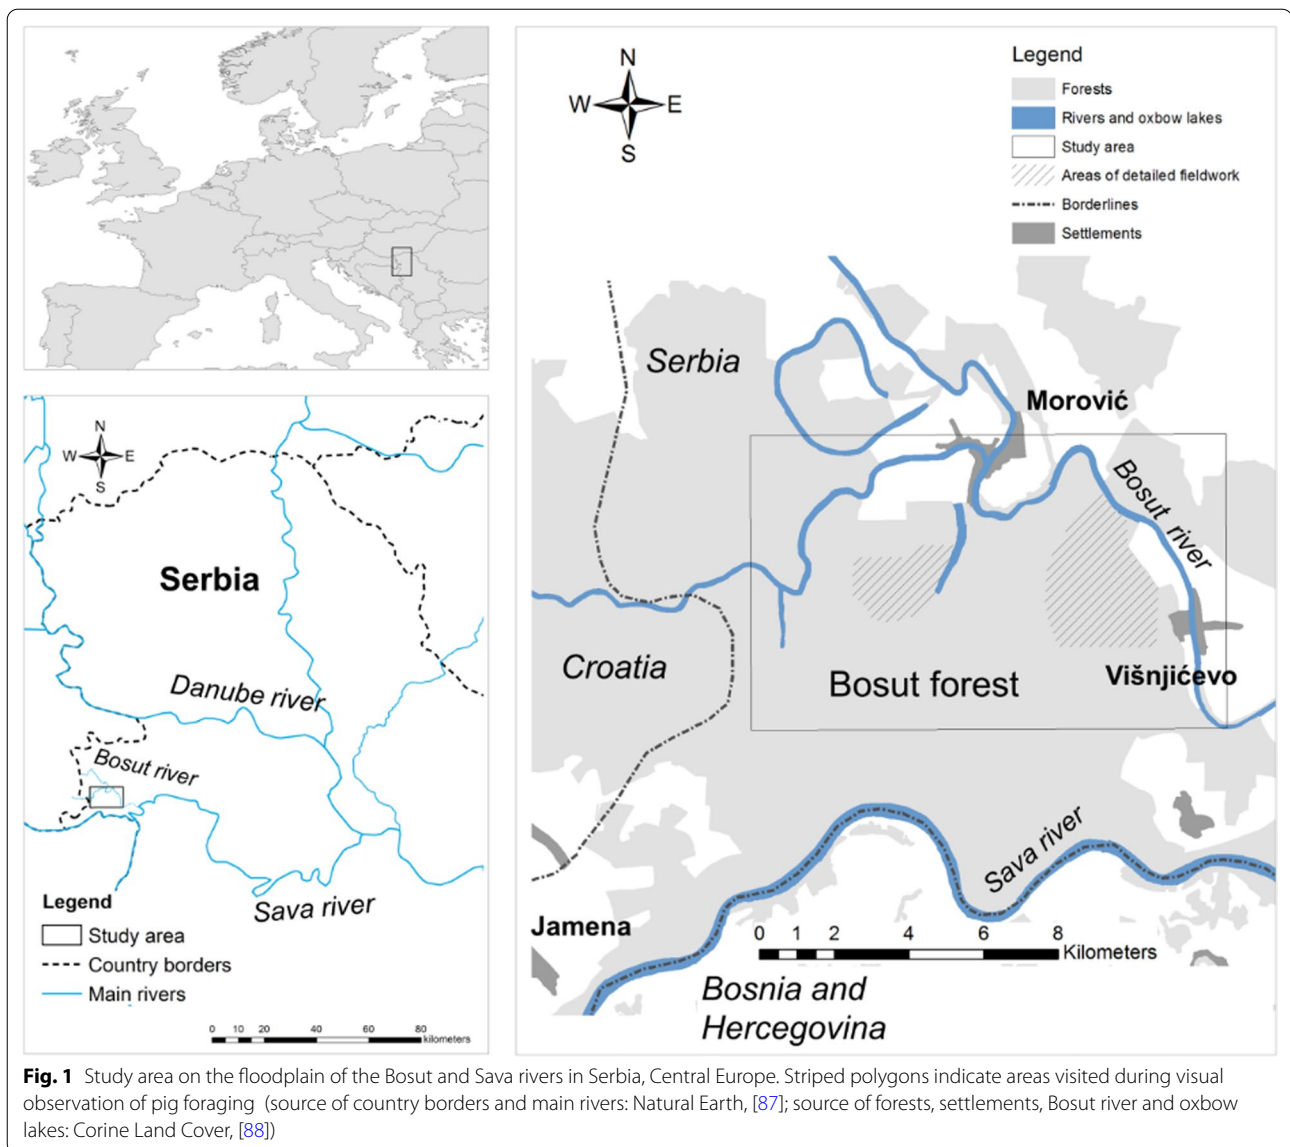 N
W E
S
Serbia
Danube river
Bosut river
Sava river
Legend
Study area
Country borders
Main rivers
0 10 20 40 60 80
kilometers
N
W E
S
Legend
Forests
Rivers and oxbow lakes
Study area
Areas of detailed fieldwork
Borderlines
Settlements
Serbia
Morović
Bosut river
Croatia
Bosut forest
Višnjićevo
Sava river
Jamena
0 1 2 4 6 8
Kilometers
Bosnia and
Hercegovina
Fig. 1 Study area on the floodplain of the Bosut and Sava rivers in Serbia, Central Europe. Striped polygons indicate areas visited during visual
observation of pig foraging (source of country borders and main rivers: Natural Earth, [87]; source of forests, settlements, Bosut river and oxbow
lakes: Corine Land Cover, [88])